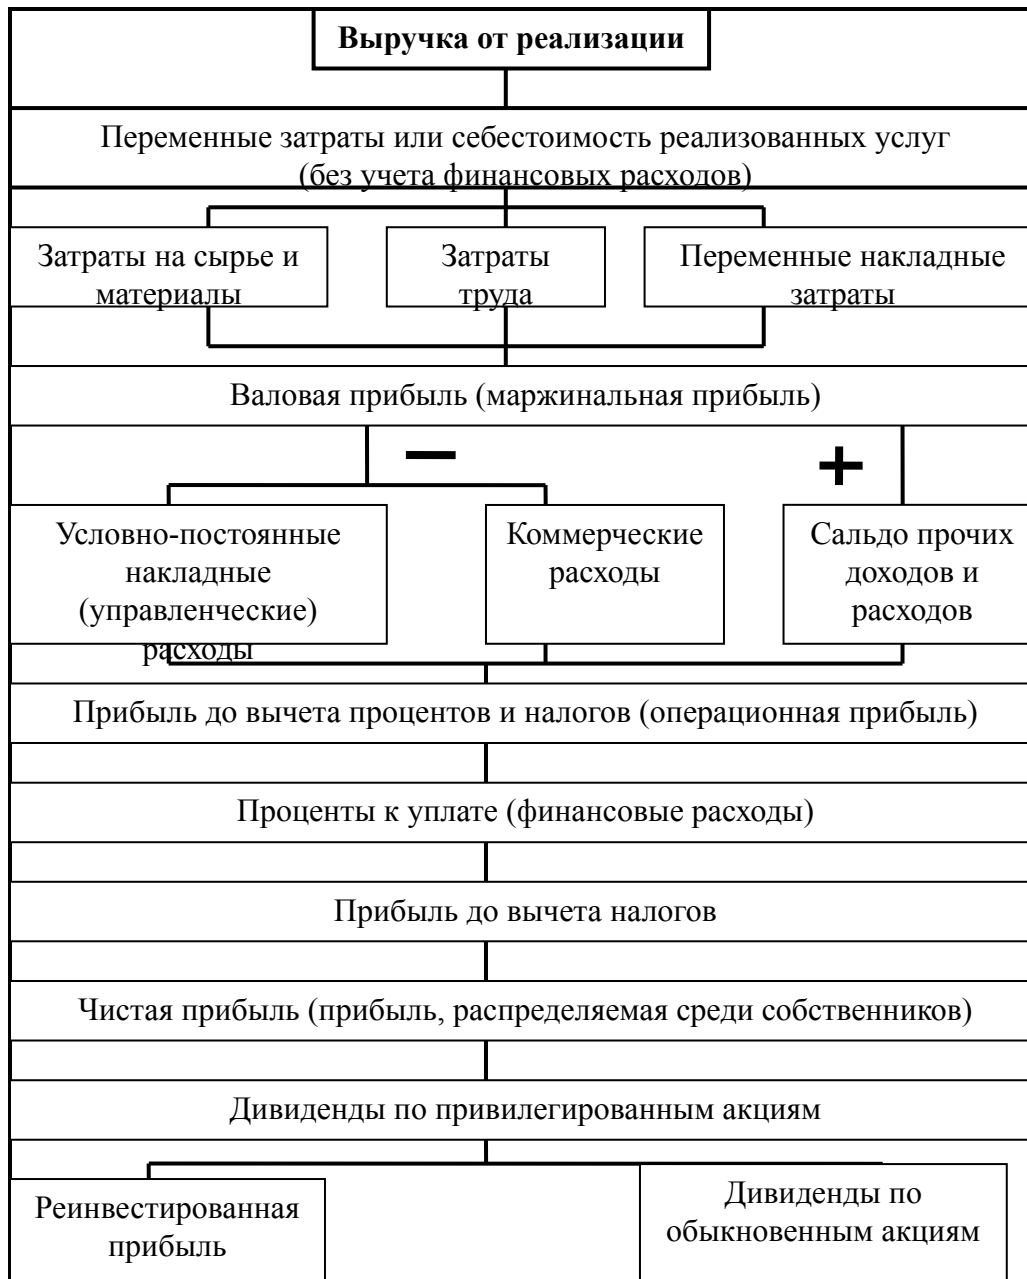 Выручка от реализации
Переменные затраты или себестоимость реализованных услуг
(без учета финансовых расходов)
Затраты на сырье и
материалы
Затраты
труда
Переменные накладные
затраты
Валовая прибыль (маржинальная прибыль)
—
+
Условно-постоянные
накладные
(управленческие)
расходы
Коммерческие
расходы
Сальдо прочих
доходов и
расходов
Прибыль до вычета процентов и налогов (операционная прибыль)
Проценты к уплате (финансовые расходы)
Прибыль до вычета налогов
Чистая прибыль (прибыль, распределяемая среди собственников)
Дивиденды по привилегированным акциям
Реинвестированная
прибыль
Дивиденды по
обыкновенным акциям